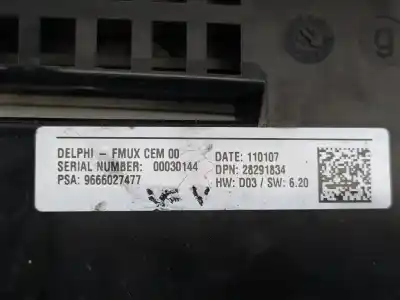 DELPHI - FMUX CEM 00
SERIAL NUMBER: 00030144
PSA: 9666027477
DATE: 110107
DPN: 28291834
HW: D03 / SW: 6.20